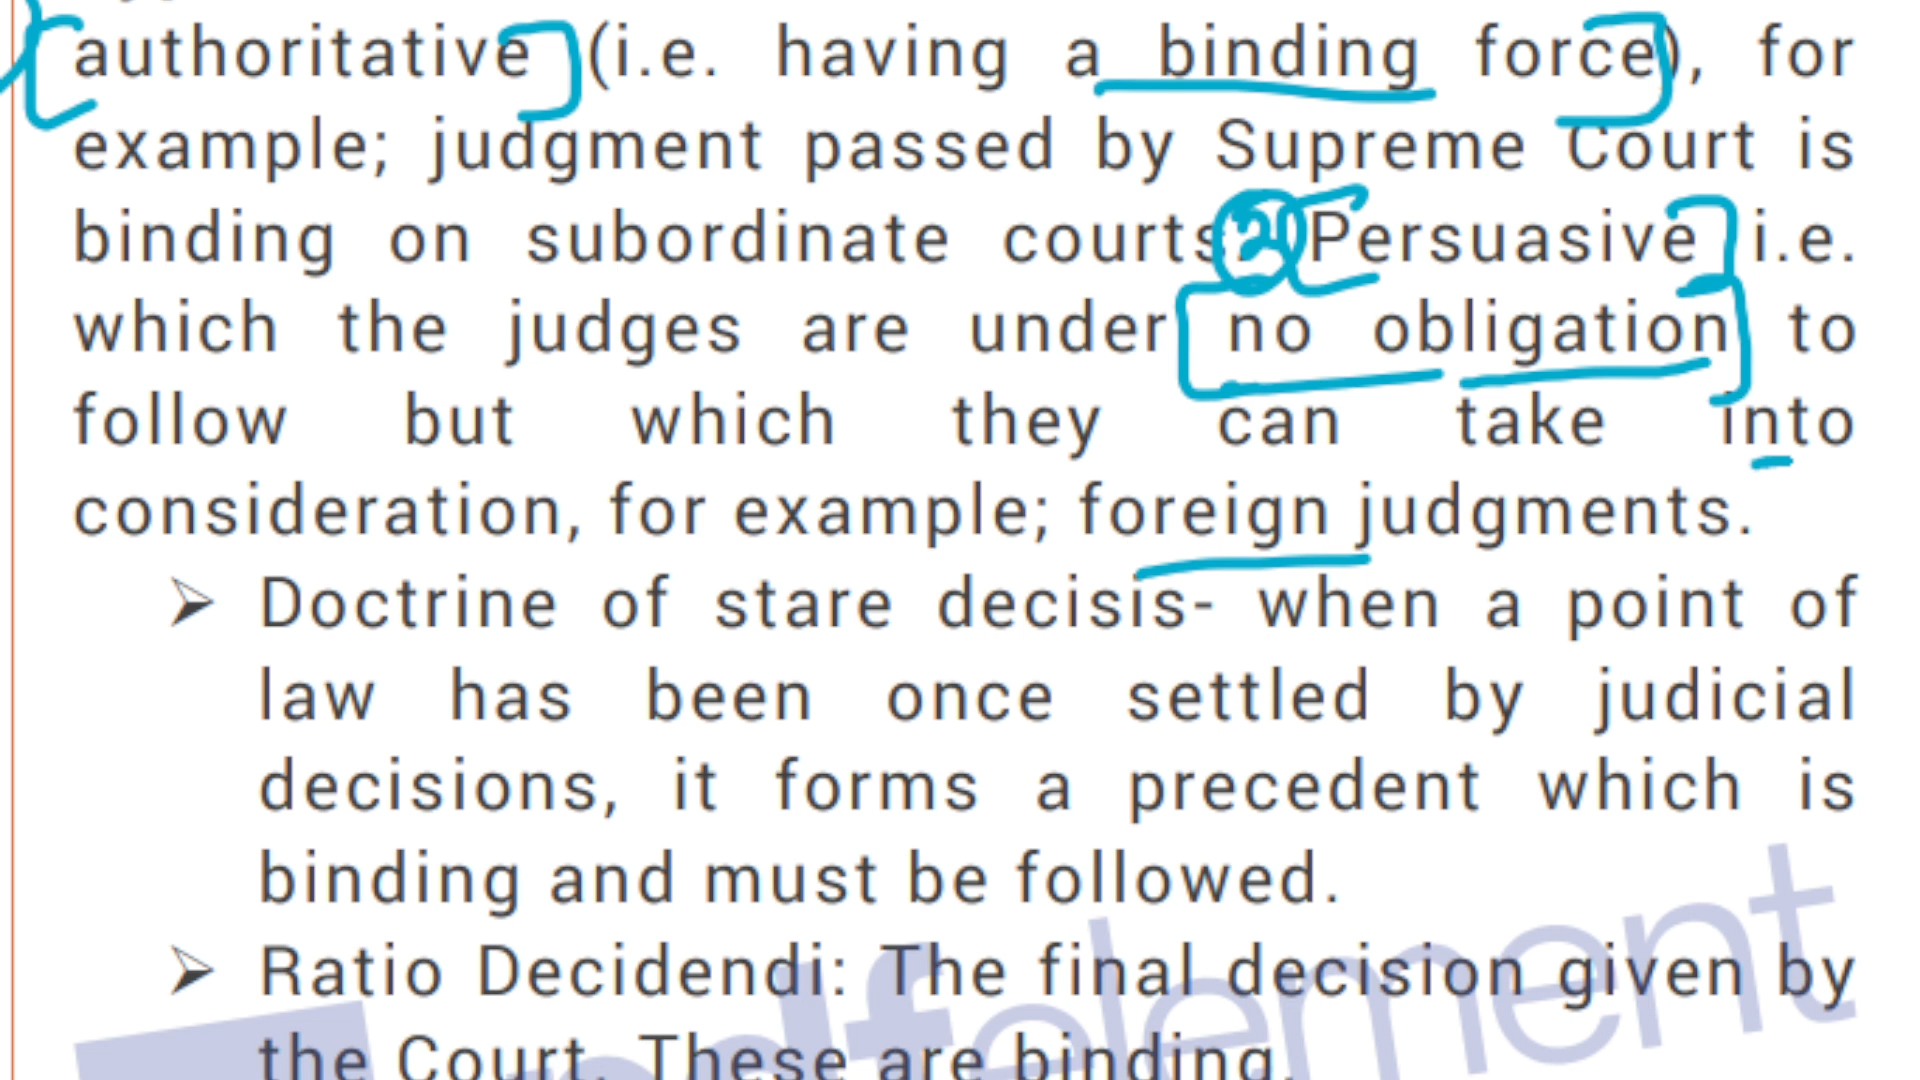 authoritative (i.e. having a binding force), for
example; judgment passed by Supreme Court is
binding on subordinate courts 2 Persuasive i.e.
which the judges are under no obligation to
follow but which they can take into
consideration, for example; foreign judgments.
➢ Doctrine of stare decisis- when a point of
law has been once settled by judicial
decisions, it forms a precedent which is
binding and must be followed.
➢ Ratio Decidendi: The final decision given by
the Court. These are binding.